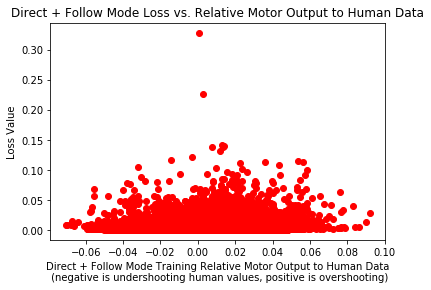 Direct + Follow Mode Loss vs. Relative Motor Output to Human Data
0.30
0.25
0.20
0.15
0.10
0.05
0.00
Loss Value
−0.06 −0.04 −0.02 0.00 0.02 0.04 0.06 0.08 0.10
Direct + Follow Mode Training Relative Motor Output to Human Data
(negative is undershooting human values, positive is overshooting)